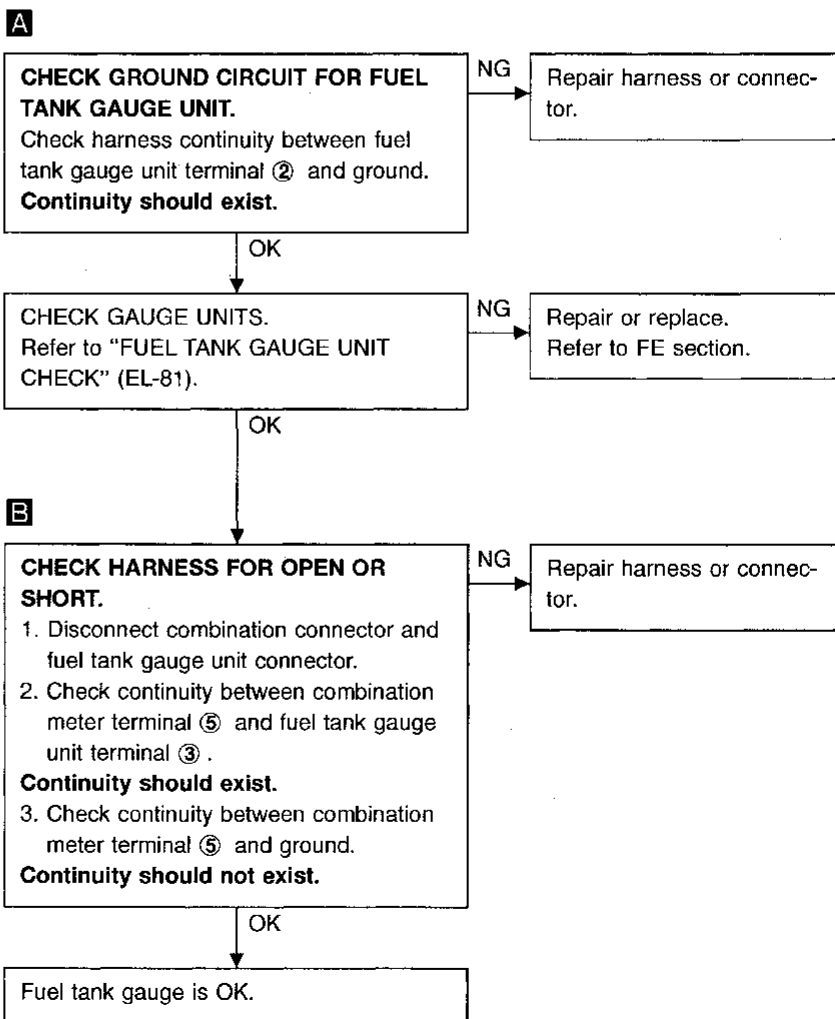 A
CHECK GROUND CIRCUIT FOR FUEL
TANK GAUGE UNIT.
Check harness continuity between fuel
tank gauge unit terminal ② and ground.
Continuity should exist.
NG
Repair harness or connec-
tor.
OK
CHECK GAUGE UNITS.
Refer to “FUEL TANK GAUGE UNIT
CHECK” (EL-81).
NG
Repair or replace.
Refer to FE section.
OK
B
CHECK HARNESS FOR OPEN OR
SHORT.
1. Disconnect combination connector and
fuel tank gauge unit connector.
2. Check continuity between combination
meter terminal ⑤ and fuel tank gauge
unit terminal ③ .
Continuity should exist.
3. Check continuity between combination
meter terminal ⑤ and ground.
Continuity should not exist.
NG
Repair harness or connec-
tor.
OK
Fuel tank gauge is OK.